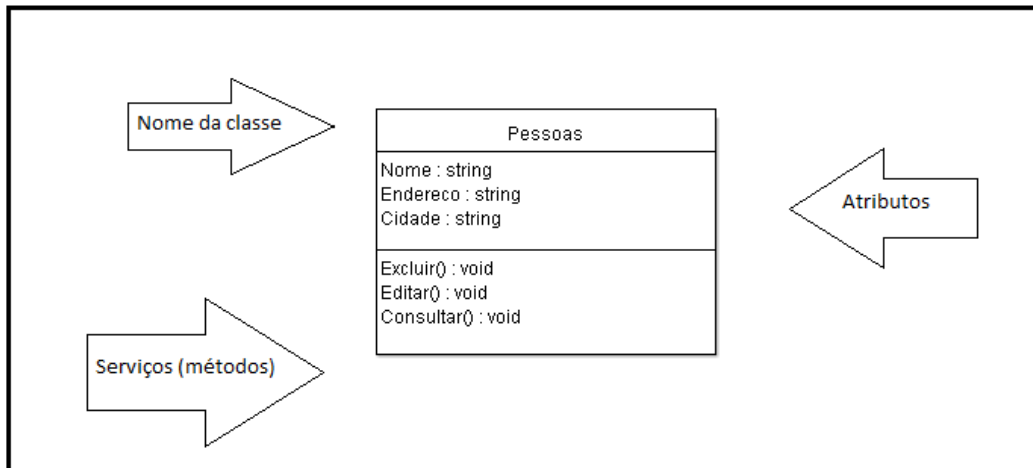 Nome da classe
Pessoas
Nome : string
Endereco : string
Cidade : string
Atributos
Excluir() : void
Editar() : void
Consultar() : void
Serviços (métodos)